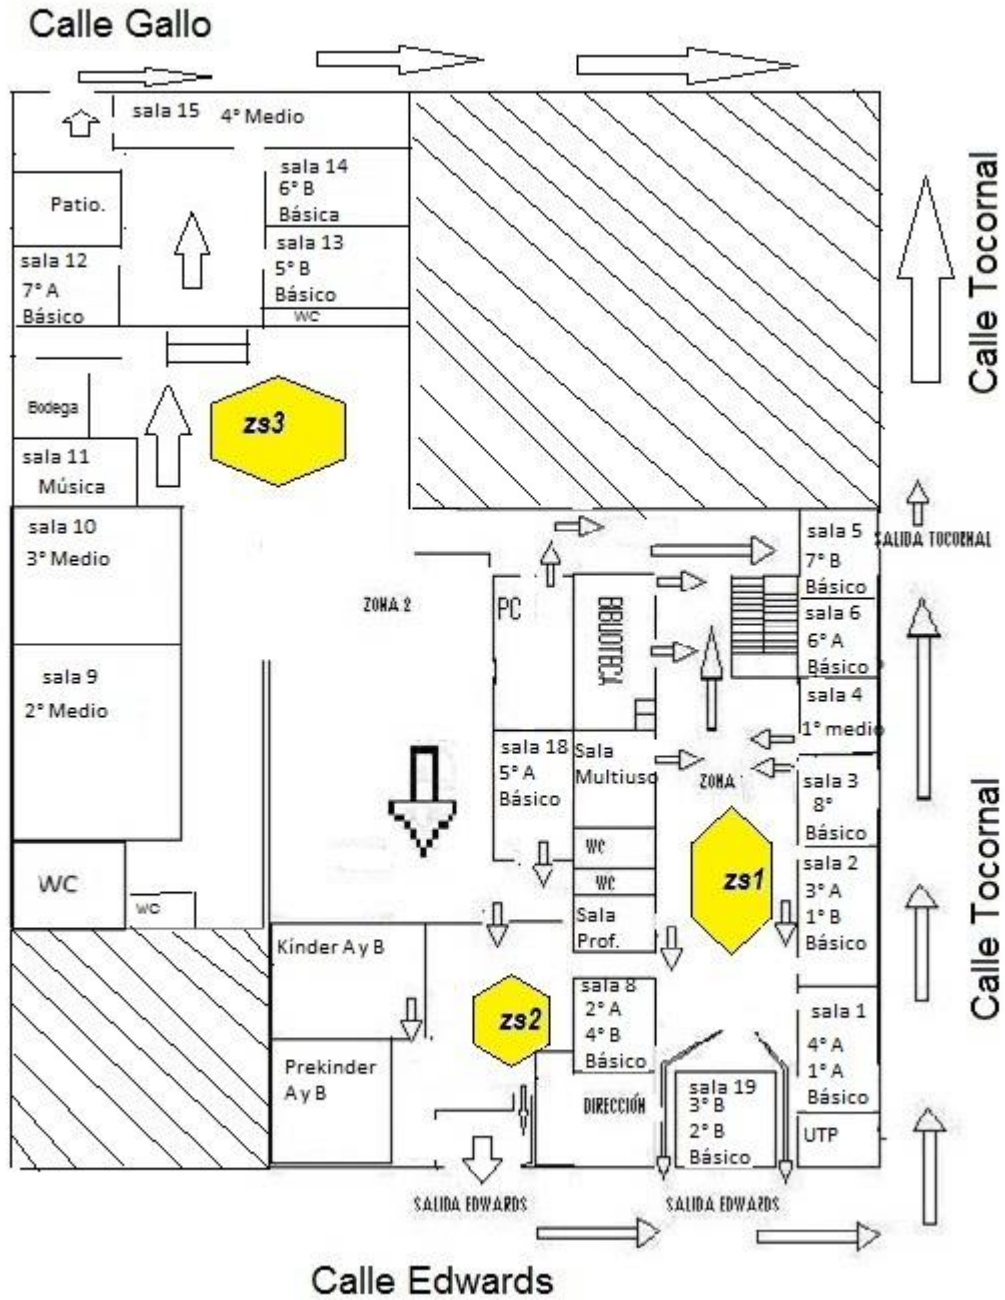 Calle Gallo
sala 15 4° Medio
sala 14
6° B
Básica
Patio.
sala 13
5° B
Básico
WC
sala 12
7° A
Básico
Calle Tocornal
Bodega
zs3
sala 11
Música
sala 10
3° Medio
sala 5
7° B
Básico
SALIDA TOCORNAL
ZONA 2
PC
BIBLIOTECA
sala 6
6° A
Básico
sala 9
2° Medio
sala 4
1° medio
sala 18
5° A
Básico
Sala
Multiuso
ZONA
sala 3
8°
Básico
WC
WC
zs1
sala 2
3° A
1° B
Básico
Calle Tocornal
WC
WC
Sala
Prof.
Kinder A y B
zs2
sala 8
2° A
4° B
Básico
sala 1
4° A
1° A
Básico
Prekinder
A y B
DIRECCIÓN
sala 19
3° B
2° B
Básico
UTP
SALIDA EDWARDS
SALIDA EDWARDS
Calle Edwards